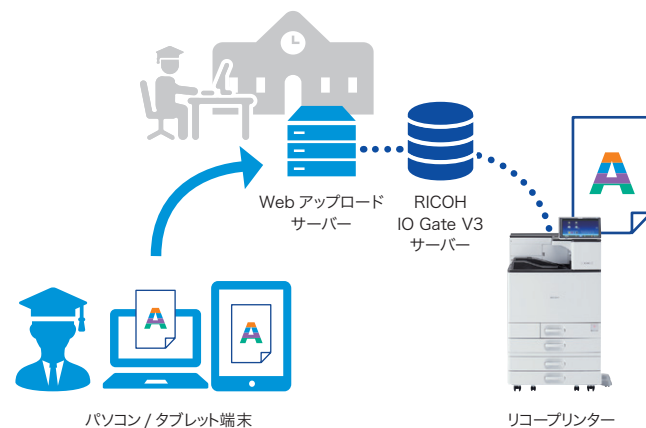 Web アップロード
サーバー
RICOH
IO Gate V3
サーバー
A
A
A
パソコン / タブレット端末
リコープリンター